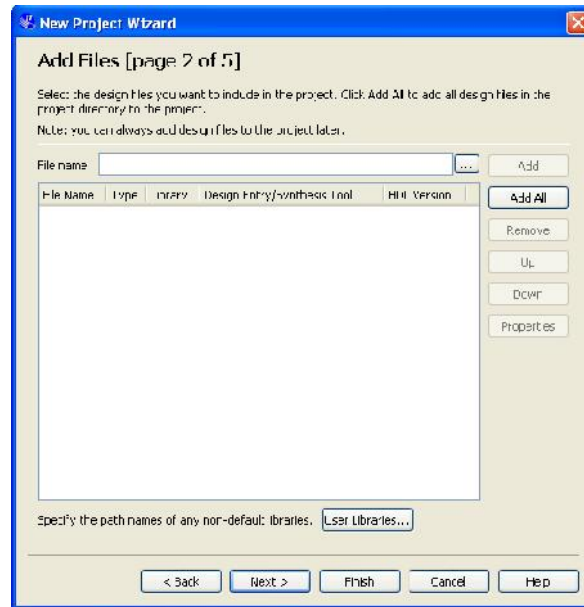 New Project Wizard
Add Files [page 2 of 5]
Select the design files you want to include in the project. Click Add All to add all design files in the
project directory to the project.
Note: you can always add design files to the project later.
File name
...
Add
File Name Type Library Design Entry/Synthesis Tool HDL Version
Add All
Remove
Up
Down
Properties
Specify the path names of any non-default libraries.
User Libraries...
< Back
Next >
Finish
Cancel
Help